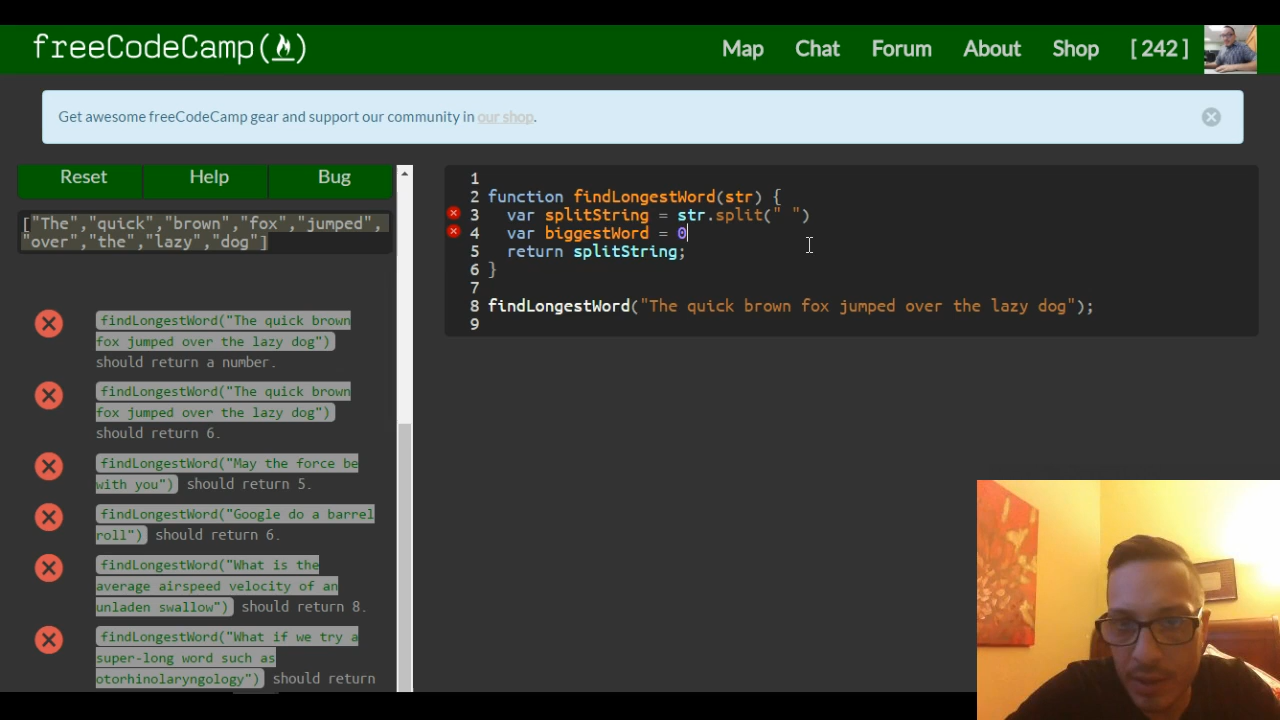 freeCodeCamp
Map Chat Forum About Shop [ 242 ]
Get awesome freeCodeCamp gear and support our community in our shop.
Reset Help Bug
["The","quick","brown","fox","jumped",
"over","the","lazy","dog"]
findLongestWord("The quick brown
fox jumped over the lazy dog")
should return a number.
findLongestWord("The quick brown
fox jumped over the lazy dog")
should return 6.
findLongestWord("May the force be
with you") should return 5.
findLongestWord("Google do a barrel
roll") should return 6.
findLongestWord("What is the
average airspeed velocity of an
unladen swallow") should return 8.
findLongestWord("What if we try a
super-long word such as
otorhinolaryngology") should return
1
2 function findLongestWord(str) {
3 var splitString = str.split(" ")
4 var biggestWord = 0
5 return splitString;
6 }
7
8 findLongestWord("The quick brown fox jumped over the lazy dog");
9